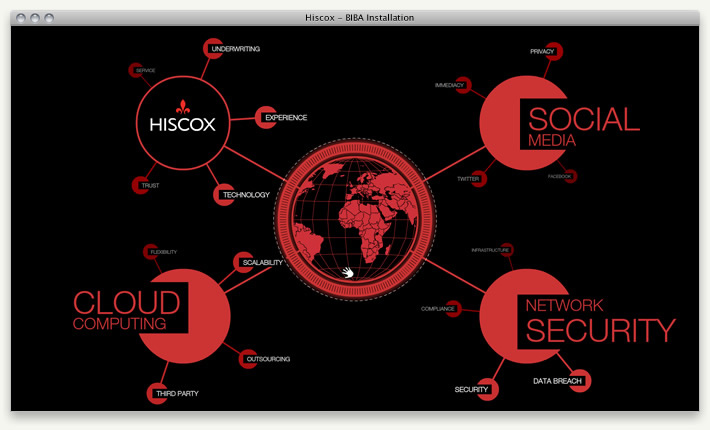 Hiscox – BIBA Installation
UNDERWRITING
SERVICE
HISCOX
EXPERIENCE
TRUST
TECHNOLOGY
PRIVACY
IMMEDIACY
SOCIAL
MEDIA
TWITTER
FACEBOOK
FLEXIBILITY
SCALABILITY
CLOUD
COMPUTING
OUTSOURCING
THIRD PARTY
INFRASTRUCTURE
COMPLIANCE
NETWORK
SECURITY
SECURITY
DATA BREACH